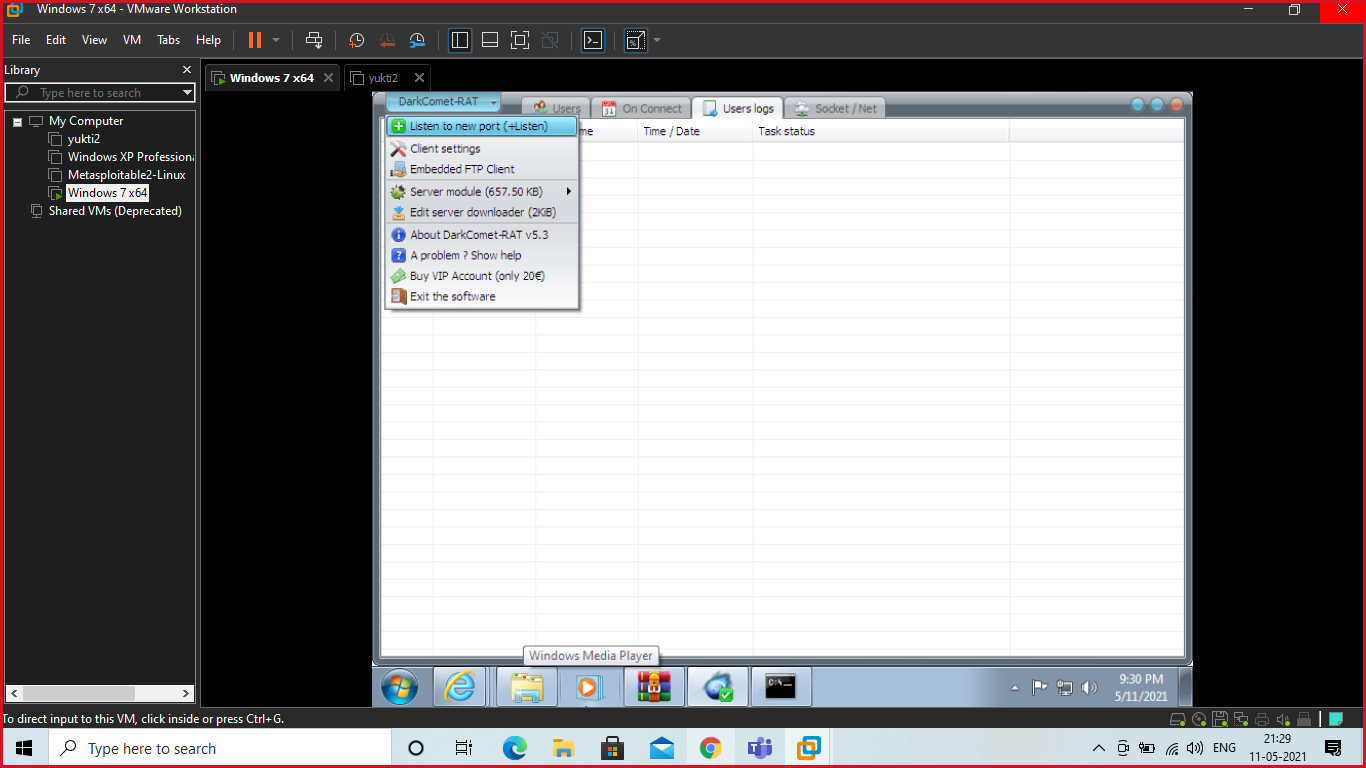 Windows 7 x64 - VMware Workstation
File Edit View VM Tabs Help
Library
Type here to search
My Computer
yukti2
Windows XP Professiona
Metasploitable2-Linux
Windows 7 x64
Shared VMs (Deprecated)
Windows 7 x64
yukti2
DarkComet-RAT
Users
On Connect
Users logs
Socket / Net
Time / Date
Task status
Listen to new port (+Listen)
Client settings
Embedded FTP Client
Server module (657.50 KB)
Edit server downloader (2KiB)
About DarkComet-RAT v5.3
A problem ? Show help
Buy VIP Account (only 20€)
Exit the software
Windows Media Player
9:30 PM
5/11/2021
To direct input to this VM, click inside or press Ctrl+G.
Type here to search
ENG
21:29
11-05-2021